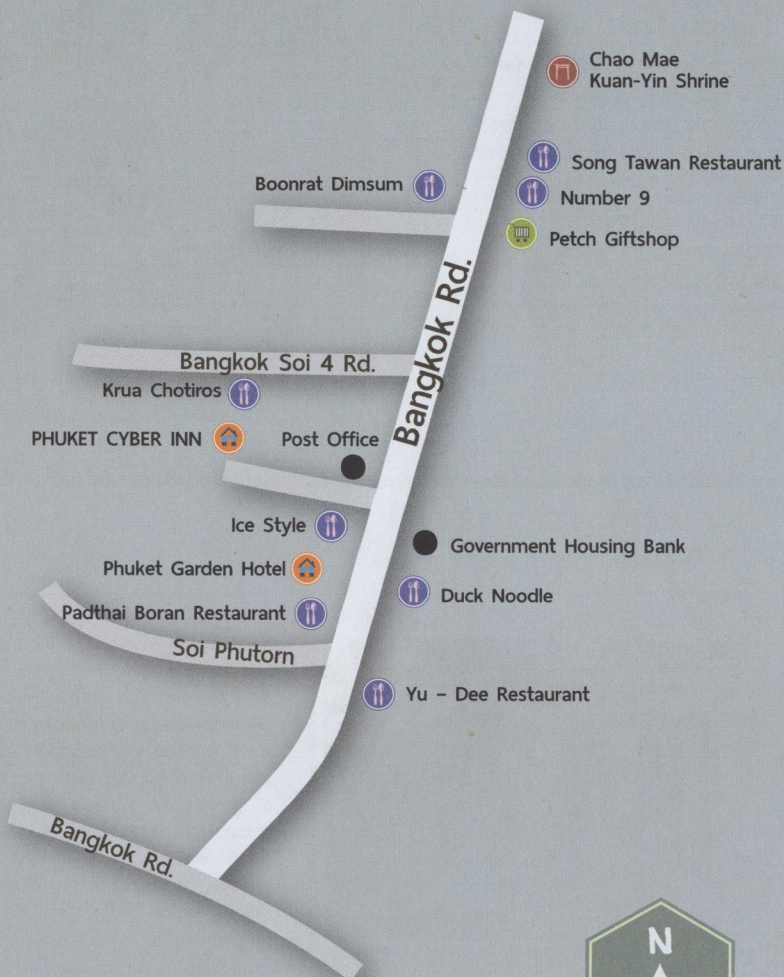 Chao Mae
Kuan-Yin Shrine
Song Tawan Restaurant
Boonrat Dimsum
Number 9
Petch Giftshop
Bangkok Rd.
Bangkok Soi 4 Rd.
Krua Chotiros
PHUKET CYBER INN
Post Office
Ice Style
Government Housing Bank
Phuket Garden Hotel
Duck Noodle
Padthai Boran Restaurant
Soi Phutorn
Yu - Dee Restaurant
Bangkok Rd.
N